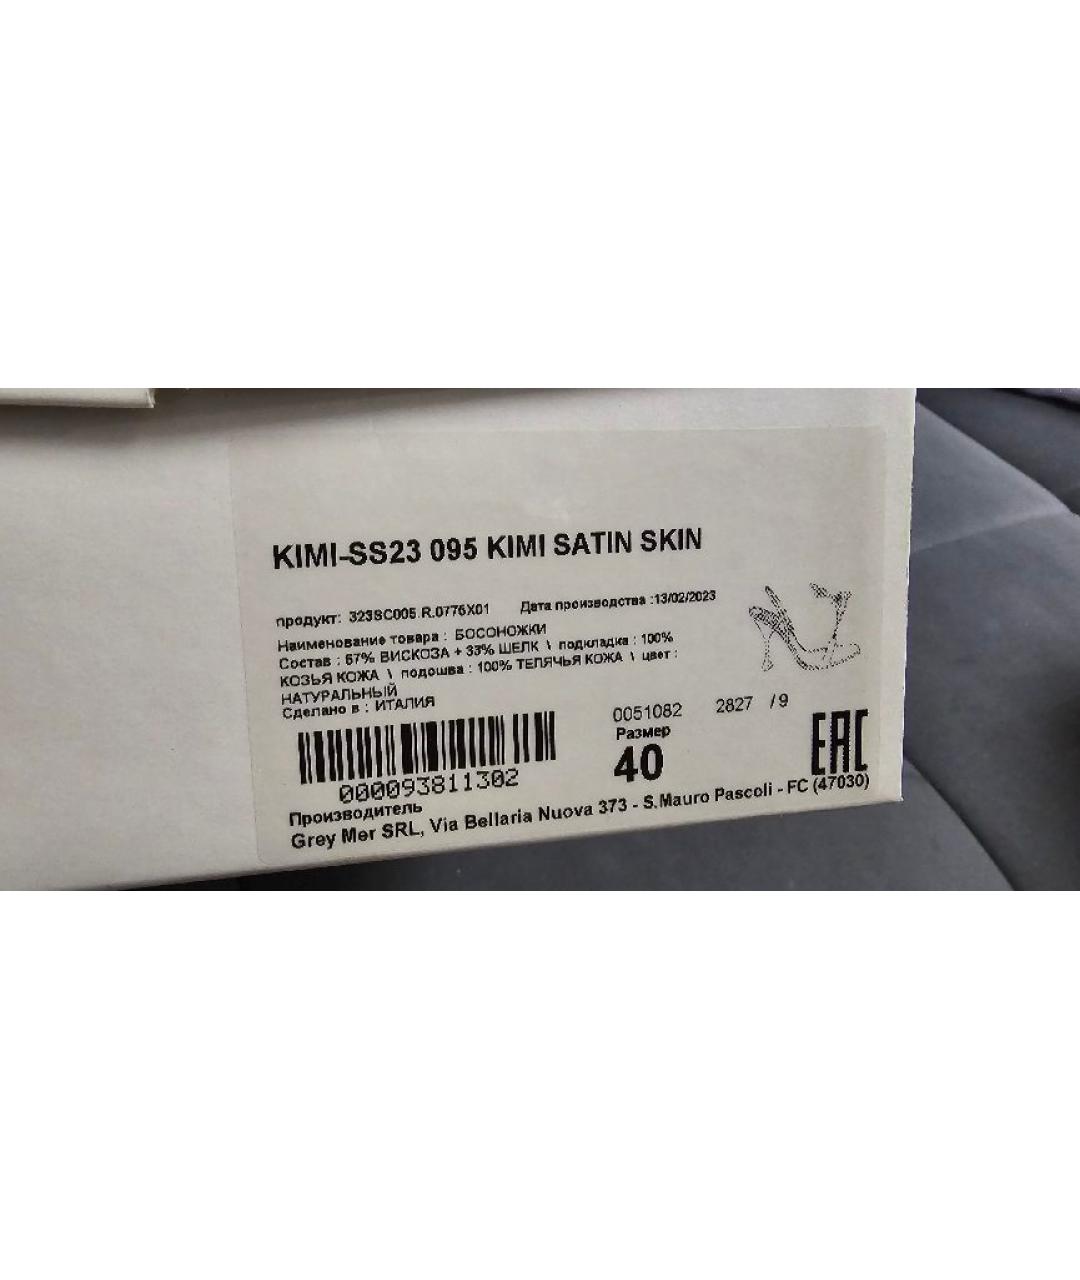 KIMI-SS23 095 KIMI SATIN SKIN
продукт: 323SC005.R.0776X01 Дата производства :13/02/2023
Наименование товара : БОСОНОЖКИ
Состав : 67% ВИСКОЗА + 33% ШЕЛК \ подкладка : 100%
КОЗЬЯ КОЖА \ подошва : 100% ТЕЛЯЧЬЯ КОЖА \ цвет :
НАТУРАЛЬНЫЙ
Сделано в : ИТАЛИЯ
0051082 2827 /9
Размер
40
EAC
000093811302
Производитель
Grey Mer SRL, Via Bellaria Nuova 373 - S.Mauro Pascoli - FC (47030)